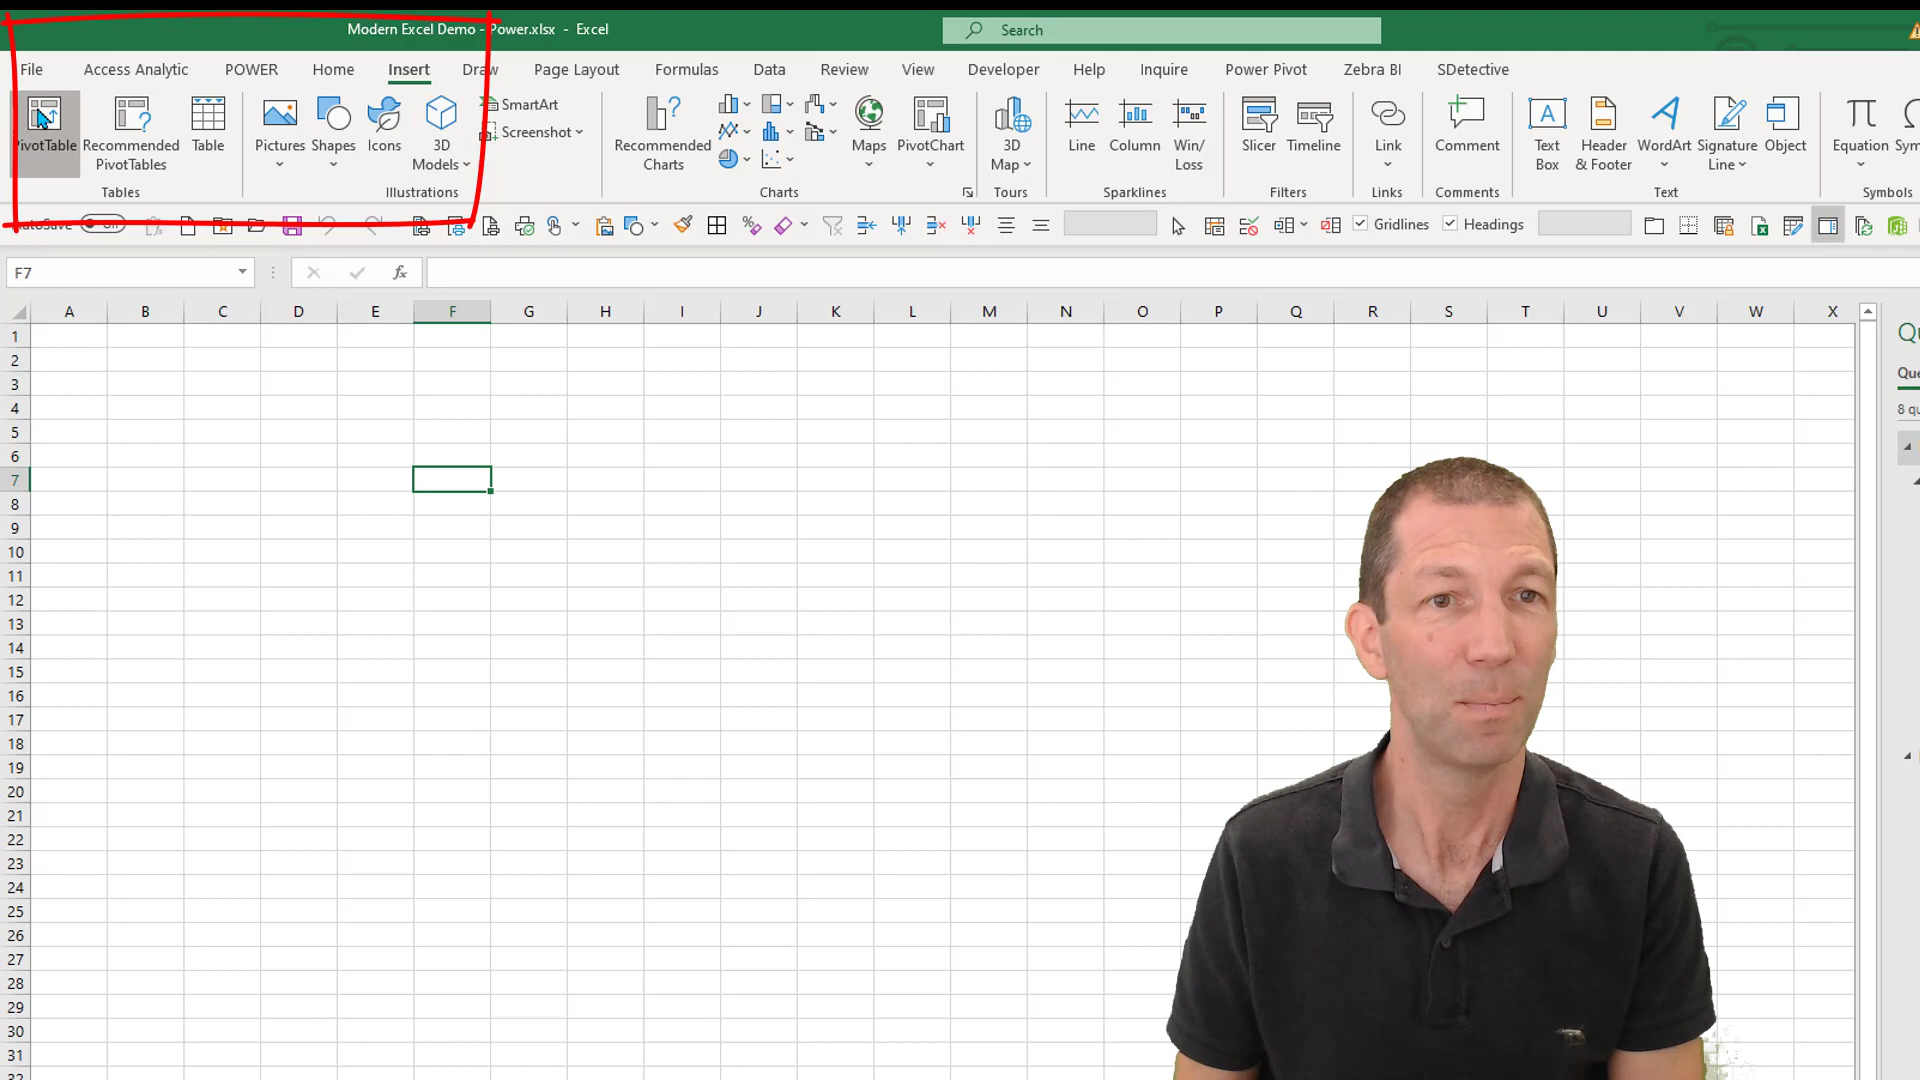 Modern Excel Demo - Power.xlsx - Excel
Search
File Access Analytic POWER Home Insert Draw Page Layout Formulas Data Review View Developer Help Inquire Power Pivot Zebra BI SDetective
PivotTable
Recommended PivotTables
Table
Pictures
Shapes
Icons
3D Models
SmartArt
Screenshot
Recommended Charts
Maps
PivotChart
3D Map
Line
Column
Win/Loss
Slicer
Timeline
Link
Comment
Text Box
Header & Footer
WordArt
Signature Line
Object
Equation
Tables Illustrations Charts Tours Sparklines Filters Links Comments Text Symbols
Off
Gridlines Headings
F7
fx
A B C D E F G H I J K L M N O P Q R S T U V W X
1
2
3
4
5
6
7
8
9
10
11
12
13
14
15
16
17
18
19
20
21
22
23
24
25
26
27
28
29
30
31
32
8